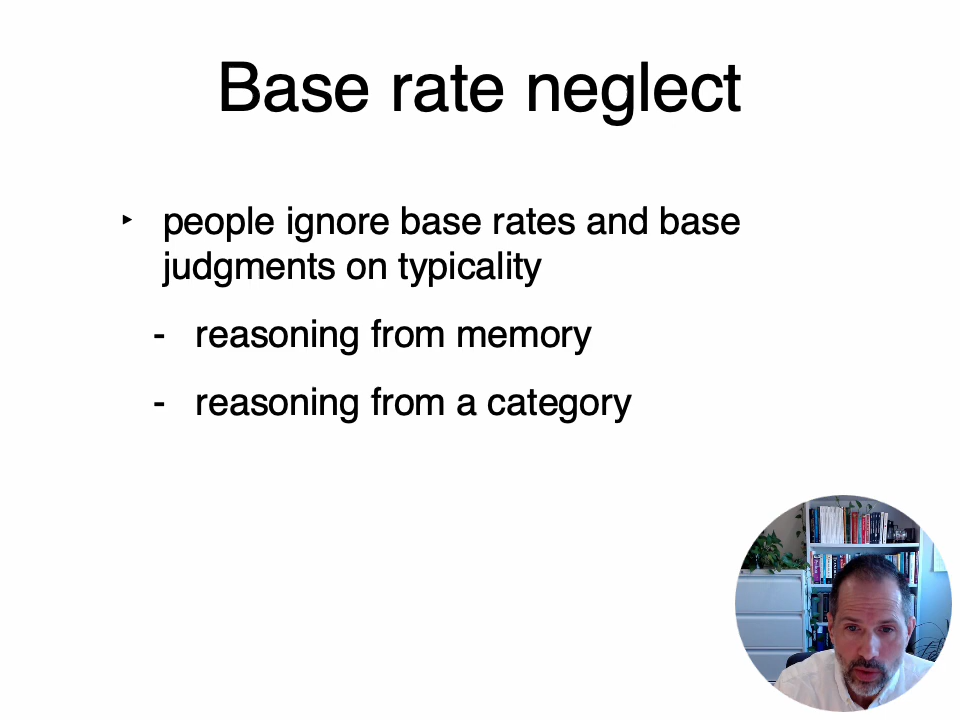 Base rate neglect
‣ people ignore base rates and base
judgments on typicality
- reasoning from memory
- reasoning from a category